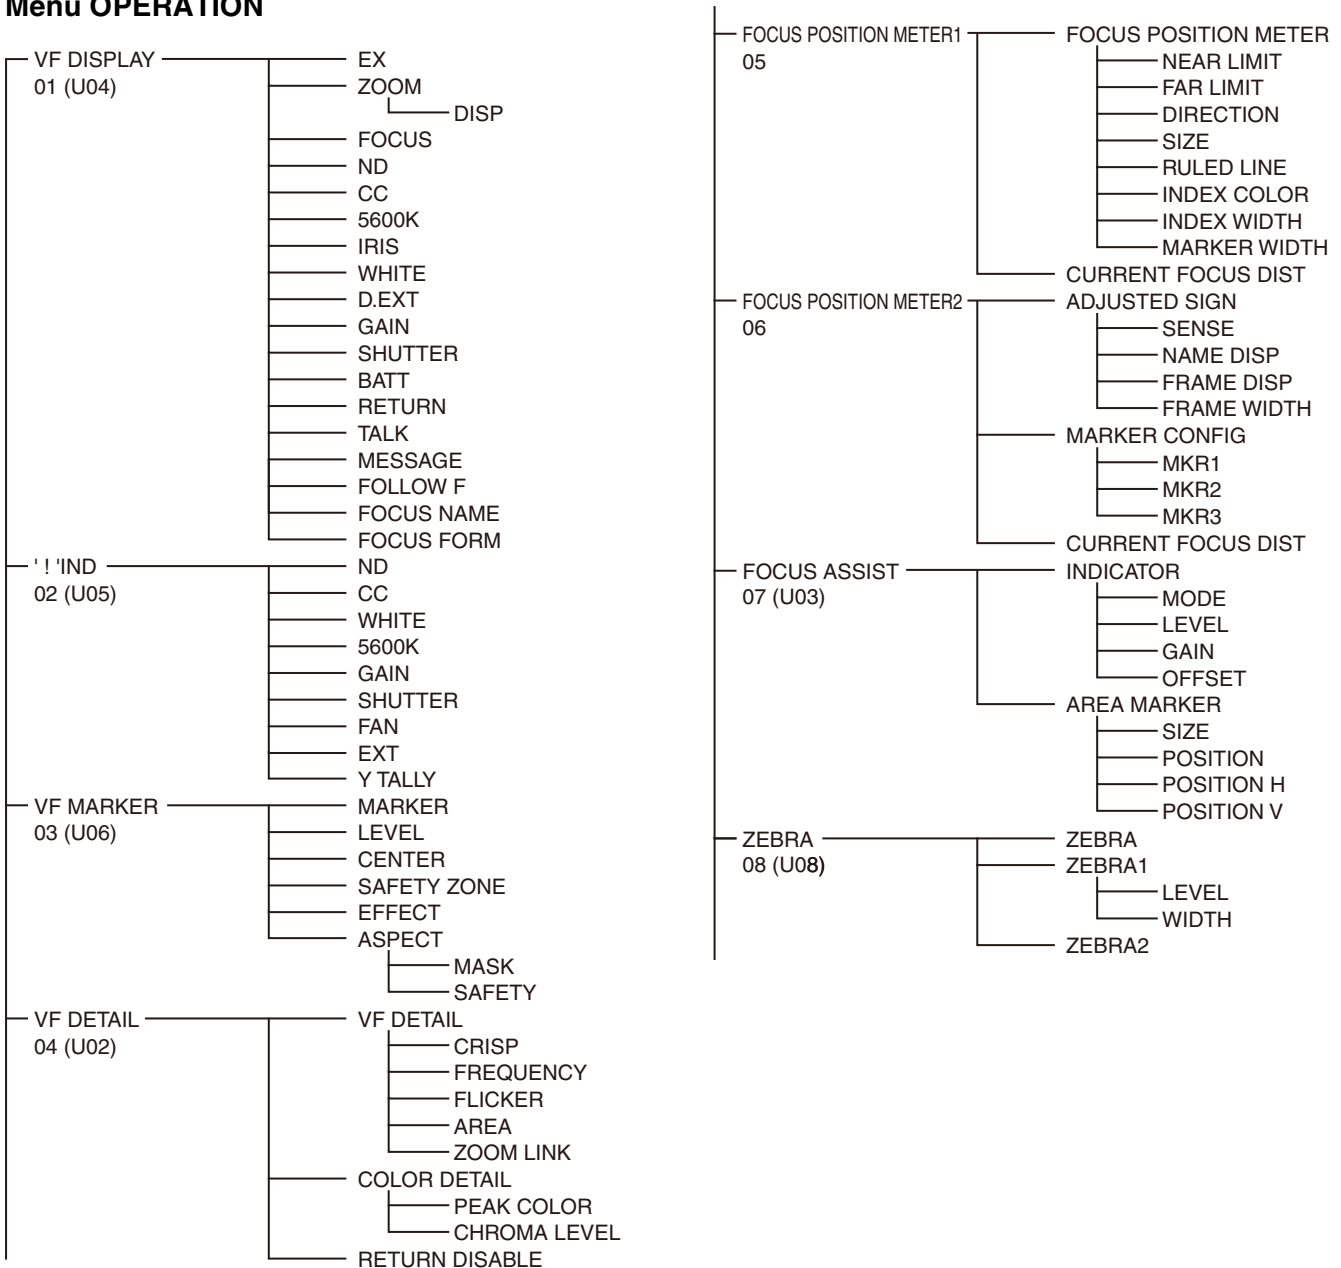 Menu OPERATION
VF DISPLAY
01 (U04)
EX
ZOOM
DISP
FOCUS
ND
CC
5600K
IRIS
WHITE
D.EXT
GAIN
SHUTTER
BATT
RETURN
TALK
MESSAGE
FOLLOW F
FOCUS NAME
FOCUS FORM
' ! 'IND
02 (U05)
ND
CC
WHITE
5600K
GAIN
SHUTTER
FAN
EXT
Y TALLY
VF MARKER
03 (U06)
MARKER
LEVEL
CENTER
SAFETY ZONE
EFFECT
ASPECT
MASK
SAFETY
VF DETAIL
04 (U02)
VF DETAIL
CRISP
FREQUENCY
FLICKER
AREA
ZOOM LINK
COLOR DETAIL
PEAK COLOR
CHROMA LEVEL
RETURN DISABLE
FOCUS POSITION METER1
05
FOCUS POSITION METER
NEAR LIMIT
FAR LIMIT
DIRECTION
SIZE
RULED LINE
INDEX COLOR
INDEX WIDTH
MARKER WIDTH
CURRENT FOCUS DIST
FOCUS POSITION METER2
06
ADJUSTED SIGN
SENSE
NAME DISP
FRAME DISP
FRAME WIDTH
MARKER CONFIG
MKR1
MKR2
MKR3
CURRENT FOCUS DIST
FOCUS ASSIST
07 (U03)
INDICATOR
MODE
LEVEL
GAIN
OFFSET
AREA MARKER
SIZE
POSITION
POSITION H
POSITION V
ZEBRA
08 (U08)
ZEBRA
ZEBRA1
LEVEL
WIDTH
ZEBRA2